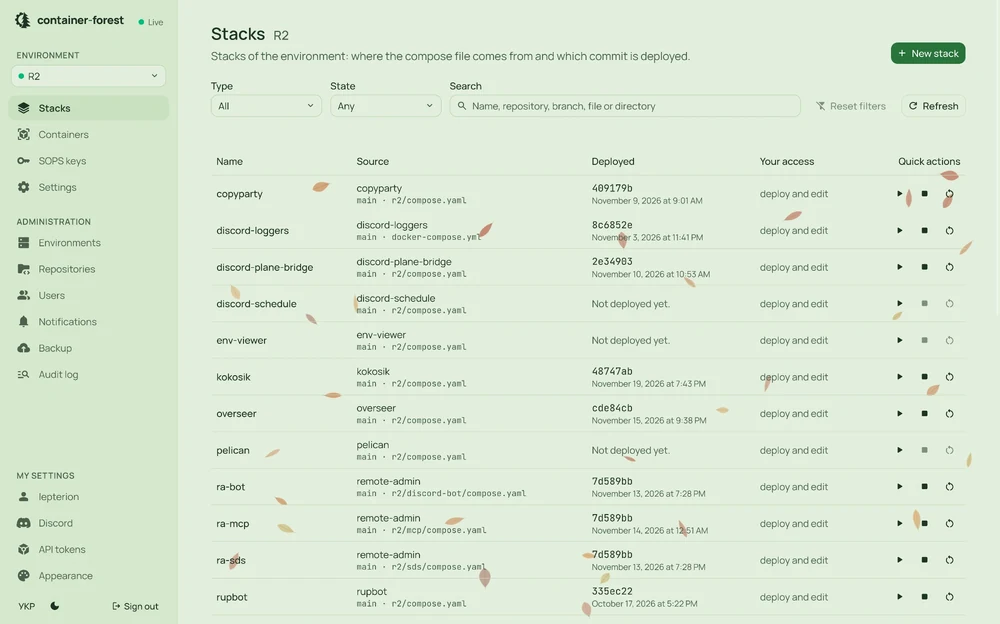 container-forest
Live
ENVIRONMENT
R2
Stacks
Containers
SOPS keys
Settings
ADMINISTRATION
Environments
Repositories
Users
Notifications
Backup
Audit log
MY SETTINGS
lepterion
Discord
API tokens
Appearance
YKP
Sign out
Stacks R2
Stacks of the environment: where the compose file comes from and which commit is deployed.
+ New stack
Type
State
Search
All
Any
Name, repository, branch, file or directory
Reset filters
Refresh
Name Source Deployed Your access Quick actions
copyparty copyparty 409179b deploy and edit
main · r2/compose.yaml November 9, 2026 at 9:01 AM
discord-loggers discord-loggers 8c6852e deploy and edit
main · docker-compose.yml November 3, 2026 at 11:41 PM
discord-plane-bridge discord-plane-bridge 2e34903 deploy and edit
main · r2/compose.yaml November 10, 2026 at 10:53 AM
discord-schedule discord-schedule Not deployed yet. deploy and edit
main · r2/compose.yaml
env-viewer env-viewer Not deployed yet. deploy and edit
main · r2/compose.yaml
kokosik kokosik 48747ab deploy and edit
main · r2/compose.yaml November 19, 2026 at 7:43 PM
overseer overseer cde84cb deploy and edit
main · r2/compose.yaml November 15, 2026 at 9:38 PM
pelican pelican Not deployed yet. deploy and edit
main · r2/compose.yaml
ra-bot remote-admin 7d589bb deploy and edit
main · r2/discord-bot/compose.yaml November 13, 2026 at 7:28 PM
ra-mcp remote-admin 7d589bb deploy and edit
main · r2/mcp/compose.yaml November 14, 2026 at 12:51 AM
ra-sds remote-admin 7d589bb deploy and edit
main · r2/sds/compose.yaml November 13, 2026 at 7:28 PM
rupbot rupbot 335ec22 deploy and edit
main · r2/compose.yaml October 17, 2026 at 5:22 PM